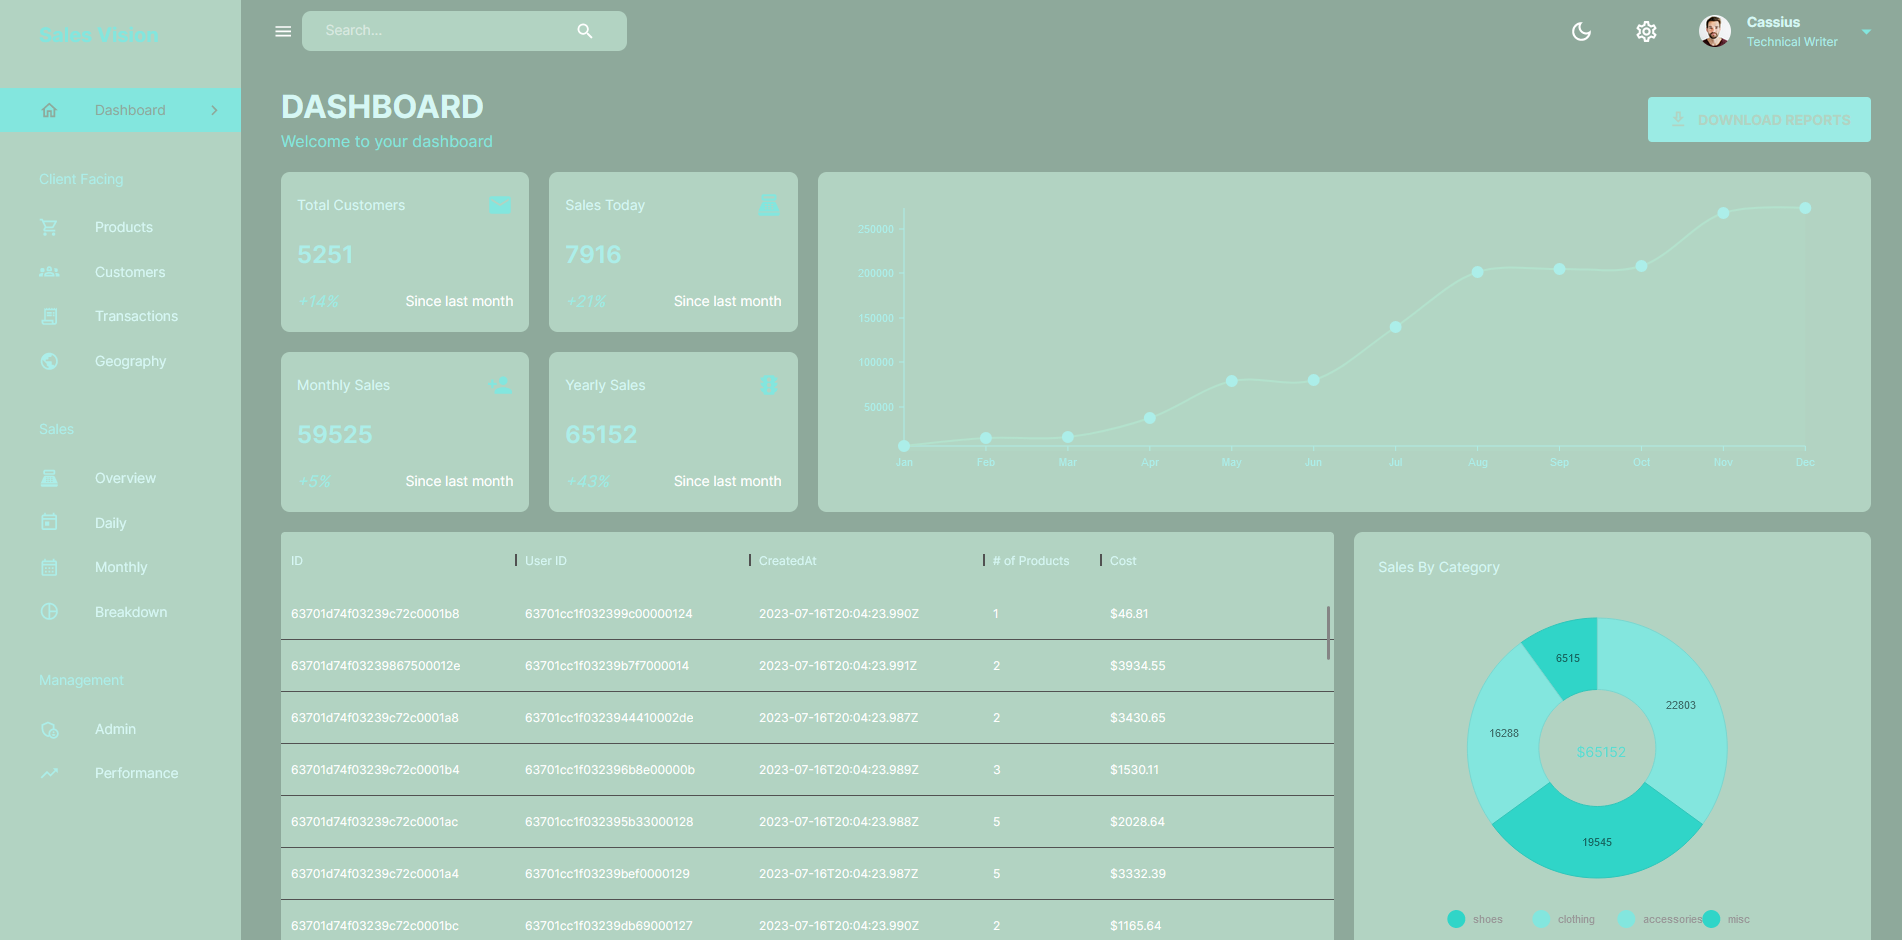 Sales Vision
Search...
Cassius
Technical Writer
Dashboard
Client Facing
Products
Customers
Transactions
Geography
Sales
Overview
Daily
Monthly
Breakdown
Management
Admin
Performance
DASHBOARD
Welcome to your dashboard
DOWNLOAD REPORTS
Total Customers
5251
+14% Since last month
Sales Today
7916
+21% Since last month
Monthly Sales
59525
+5% Since last month
Yearly Sales
65152
+43% Since last month
250000
200000
150000
100000
50000
Jan Feb Mar Apr May Jun Jul Aug Sep Oct Nov Dec
ID User ID CreatedAt # of Products Cost
63701d74f03239c72c0001b8 63701cc1f032399c00000124 2023-07-16T20:04:23.990Z 1 $46.81
63701d74f03239867500012e 63701cc1f03239b7f7000014 2023-07-16T20:04:23.991Z 2 $3934.55
63701d74f03239c72c0001a8 63701cc1f0323944410002de 2023-07-16T20:04:23.987Z 2 $3430.65
63701d74f03239c72c0001b4 63701cc1f032396b8e00000b 2023-07-16T20:04:23.989Z 3 $1530.11
63701d74f03239c72c0001ac 63701cc1f032395b33000128 2023-07-16T20:04:23.988Z 5 $2028.64
63701d74f03239c72c0001a4 63701cc1f03239bef0000129 2023-07-16T20:04:23.987Z 5 $3332.39
63701d74f03239c72c0001bc 63701cc1f03239db69000127 2023-07-16T20:04:23.990Z 2 $1165.64
Sales By Category
6515
22803
16288
$65152
19545
shoes clothing accessories misc